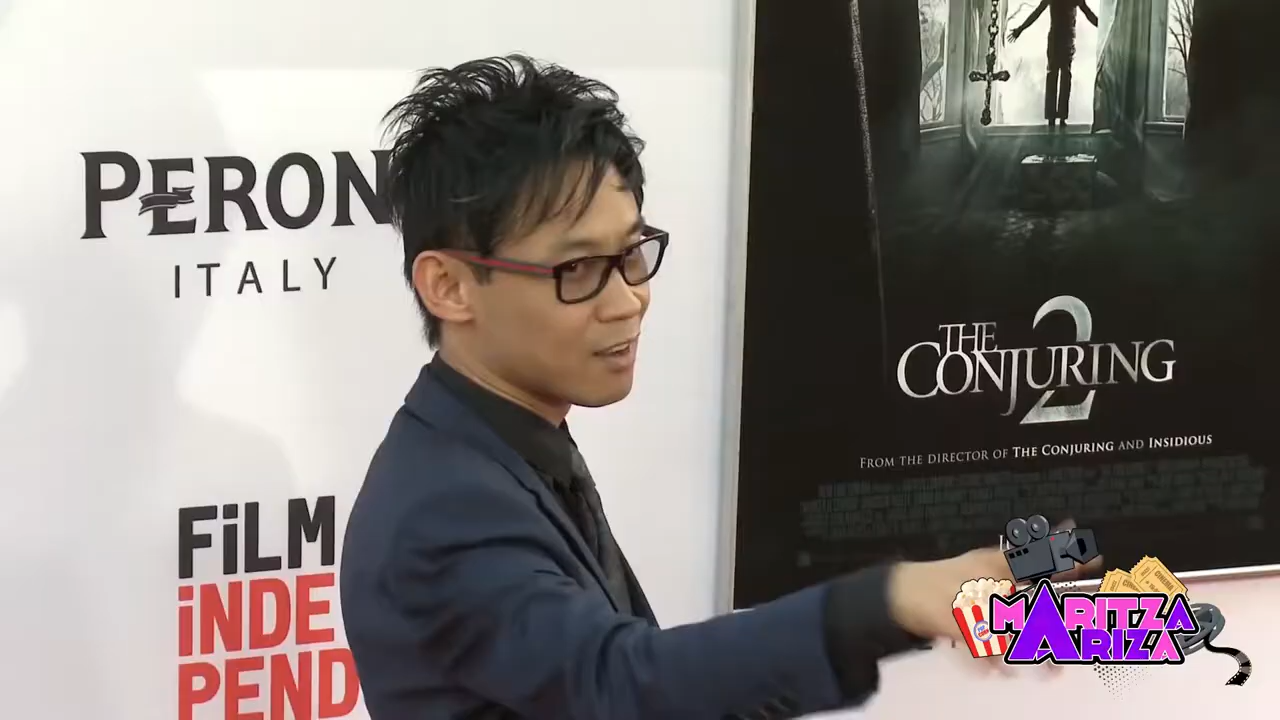 PERON
ITALY
FiLM
iNDE
PEND
THE
CONJURING
2
FROM THE DIRECTOR OF THE CONJURING AND INSIDIOUS
MARITZA
ARIZA